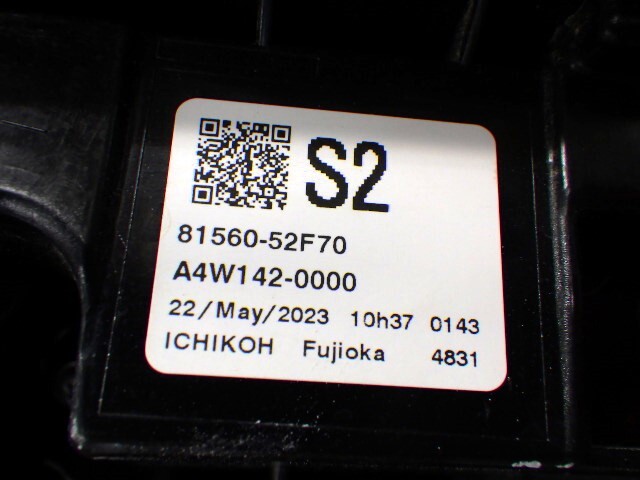 S2
81560-52F70
A4W142-0000
22/May/2023 10h37 0143
ICHIKOH Fujioka 4831